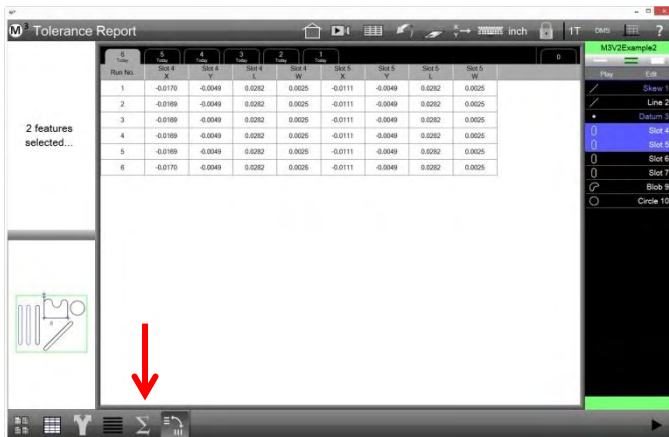 M³ Tolerance Report
inch
1T
DMS
?
6 Today
5 Today
4 Today
3 Today
2 Today
1 Today
0
Run No. Slot 4 X Slot 4 Y Slot 4 L Slot 4 W Slot 5 X Slot 5 Y Slot 5 L Slot 5 W
1 -0.0170 -0.0049 0.0282 0.0025 -0.0111 -0.0049 0.0282 0.0025
2 -0.0169 -0.0049 0.0282 0.0025 -0.0111 -0.0049 0.0282 0.0025
3 -0.0169 -0.0049 0.0282 0.0025 -0.0111 -0.0049 0.0282 0.0025
4 -0.0169 -0.0049 0.0282 0.0025 -0.0111 -0.0049 0.0282 0.0025
5 -0.0169 -0.0049 0.0282 0.0025 -0.0111 -0.0049 0.0282 0.0025
6 -0.0170 -0.0049 0.0282 0.0025 -0.0111 -0.0049 0.0282 0.0025
2 features
selected...
M3V2Example2
Play Edit
Skew 1
Line 2
Datum 3
Slot 4
Slot 5
Slot 6
Slot 7
Blob 9
Circle 10